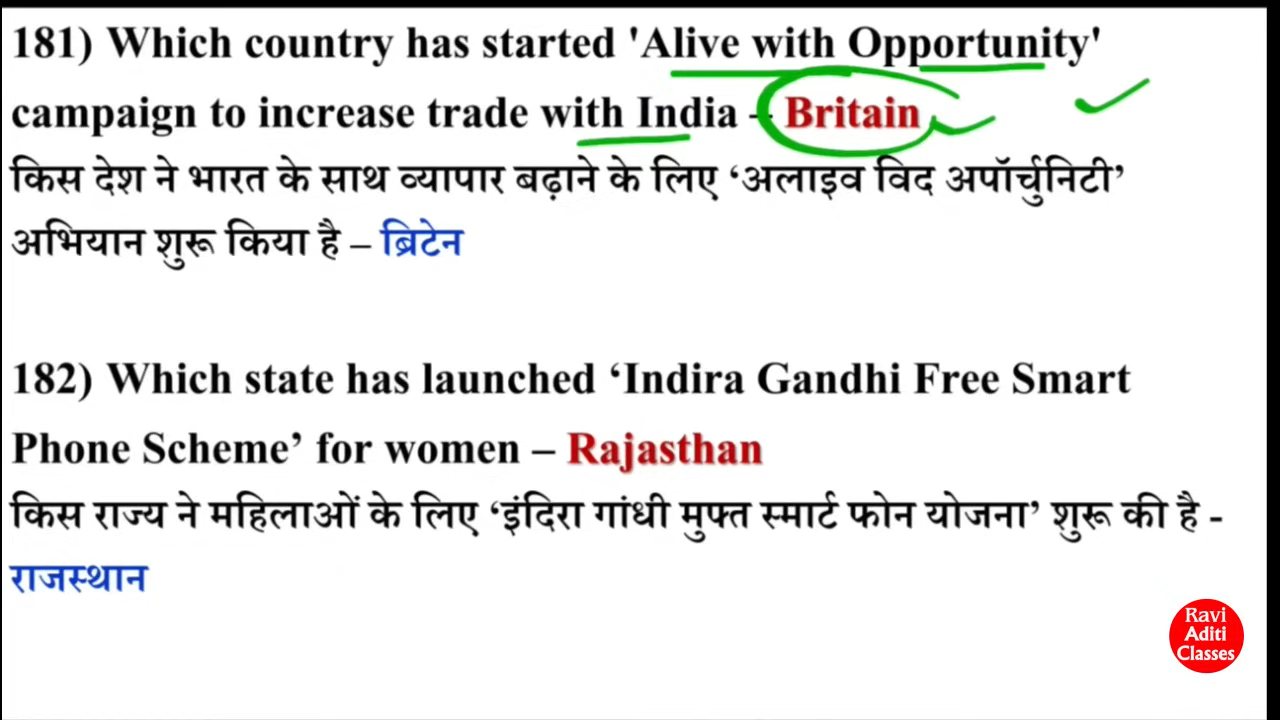 181) Which country has started 'Alive with Opportunity'
campaign to increase trade with India – Britain
किस देश ने भारत के साथ व्यापार बढ़ाने के लिए ‘अलाइव विद अपॉर्चुनिटी’
अभियान शुरू किया है – ब्रिटेन
182) Which state has launched ‘Indira Gandhi Free Smart
Phone Scheme’ for women – Rajasthan
किस राज्य ने महिलाओं के लिए ‘इंदिरा गांधी मुफ्त स्मार्ट फोन योजना’ शुरू की है -
राजस्थान
Ravi
Aditi
Classes